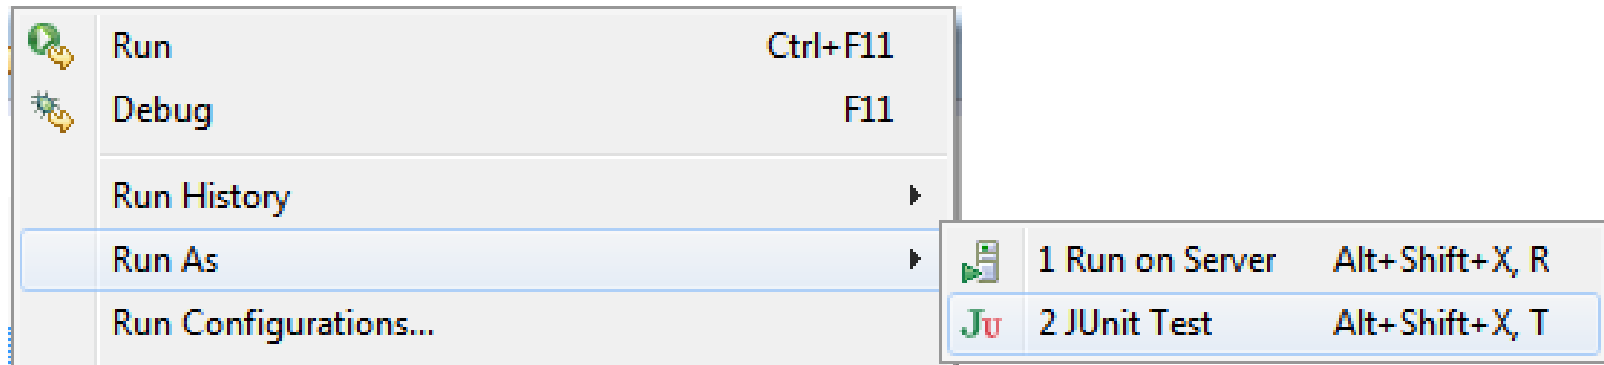 Run Ctrl+F11
Debug F11
Run History
Run As
1 Run on Server Alt+Shift+X, R
Run Configurations...
Ju 2 JUnit Test Alt+Shift+X, T